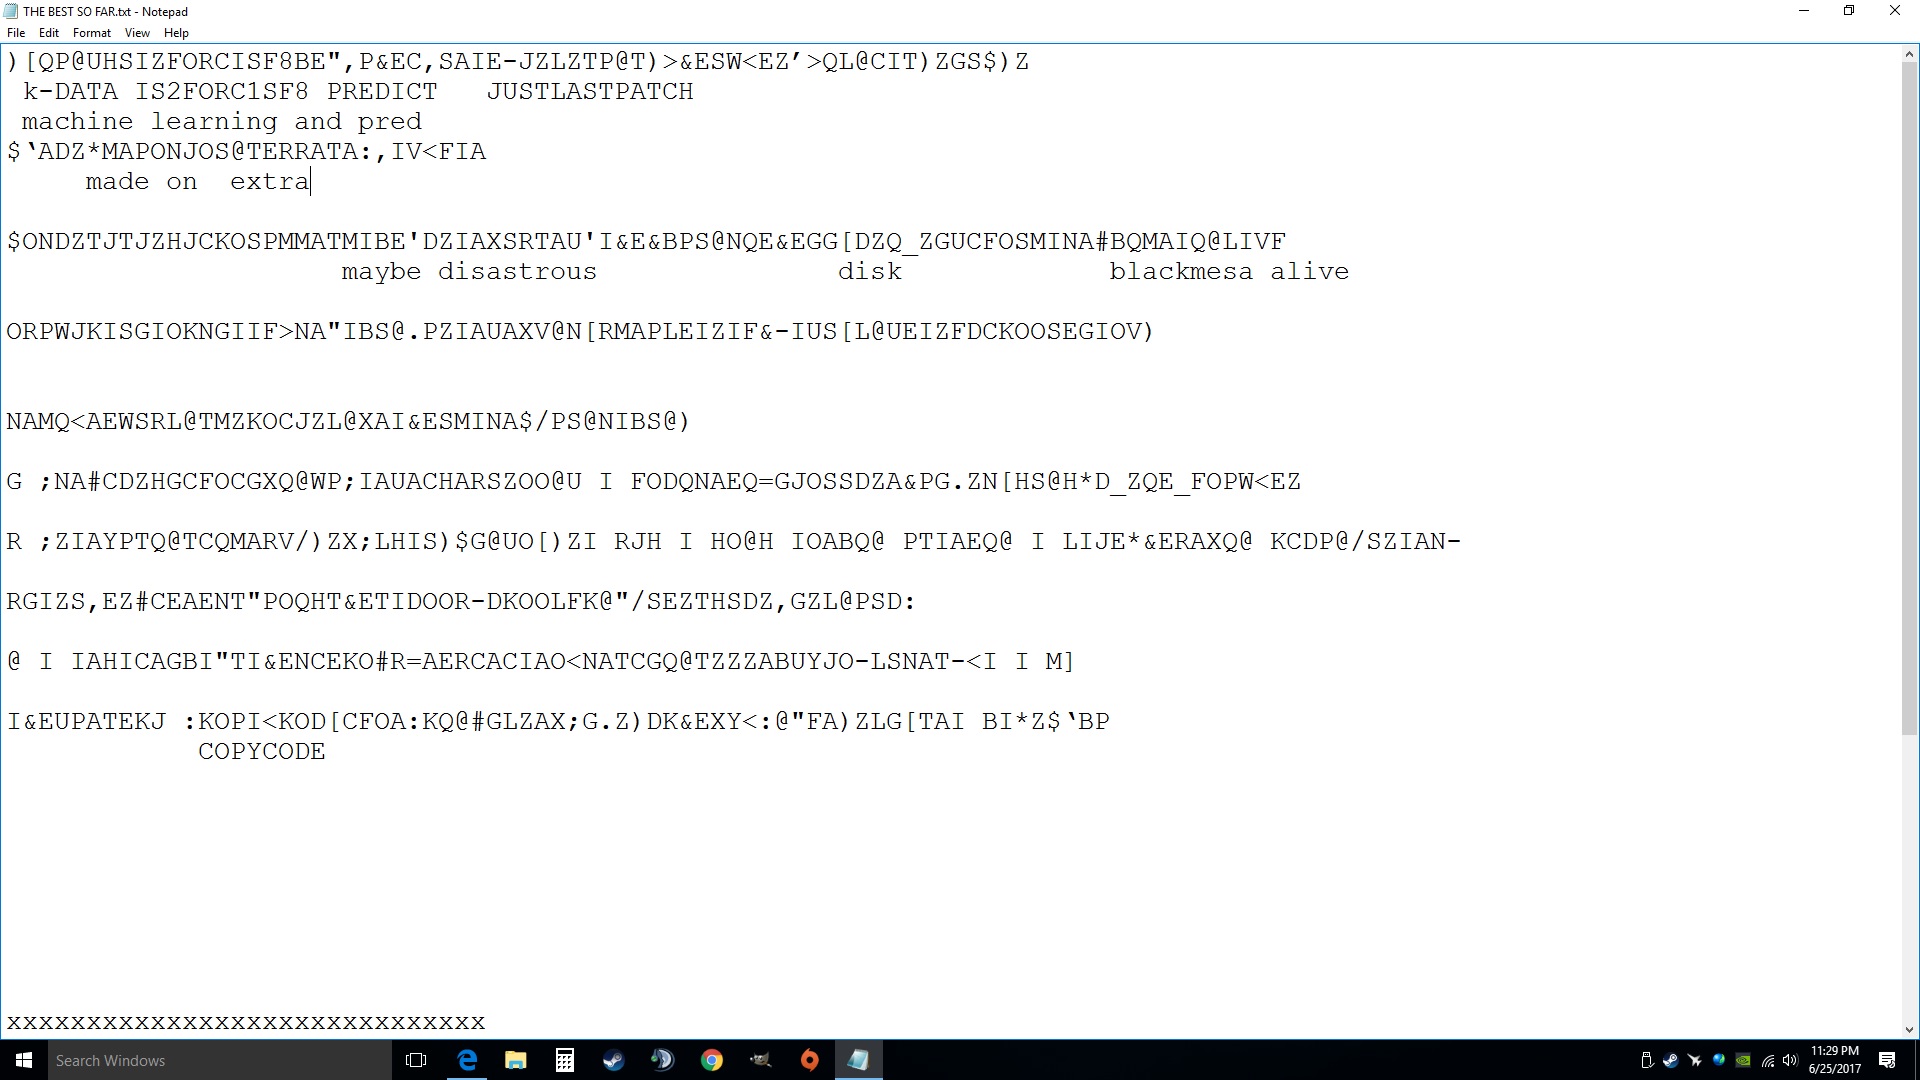 THE BEST SO FAR.txt - Notepad
File Edit Format View Help
)[QP@UHSIZFORCISF8BE",P&EC,SAIE-JZLZTP@T)>&ESW<EZ’>QL@CIT)ZGS$)Z
k-DATA IS2FORC1SF8 PREDICT JUSTLASTPATCH
machine learning and pred
$‘ADZ*MAPONJOS@TERRATA:,IV<FIA
made on extra
$ONDZTJTJZHJCKOSPMMATMIBE'DZIAXSRTAU'I&E&BPS@NQE&EGG[DZQ_ZGUCFOSMINA#BQMAIQ@LIVF
maybe disastrous disk blackmesa alive
ORPWJKISGIOKNGIIF>NA"IBS@.PZIAUAXV@N[RMAPLEIZIF&-IUS[L@UEIZFDCKOOSEGIOV)
NAMQ<AEWSRL@TMZKOCJZL@XAI&ESMINA$/PS@NIBS@)
G ;NA#CDZHGCFOCGXQ@WP;IAUACHARSZOO@U I FODQNAEQ=GJOSSDZA&PG.ZN[HS@H*D_ZQE_FOPW<EZ
R ;ZIAYPTQ@TCQMARV/)ZX;LHIS)$G@UO[)ZI RJH I HO@H IOABQ@ PTIAEQ@ I LIJE*&ERAXQ@ KCDP@/SZIAN-
RGIZS,EZ#CEAENT"POQHT&ETIDOOR-DKOOLFK@"/SEZTHSDZ,GZL@PSD:
@ I IAHICAGBI"TI&ENCEKO#R=AERCACIAO<NATCGQ@TZZZABUYJO-LSNAT-<I I M]
I&EUPATEKJ :KOPI<KOD[CFOA:KQ@#GLZAX;G.Z)DK&EXY<:@"FA)ZLG[TAI BI*Z$‘BP
COPYCODE
xxxxxxxxxxxxxxxxxxxxxxxxxxxxxx
Search Windows
11:29 PM
6/25/2017